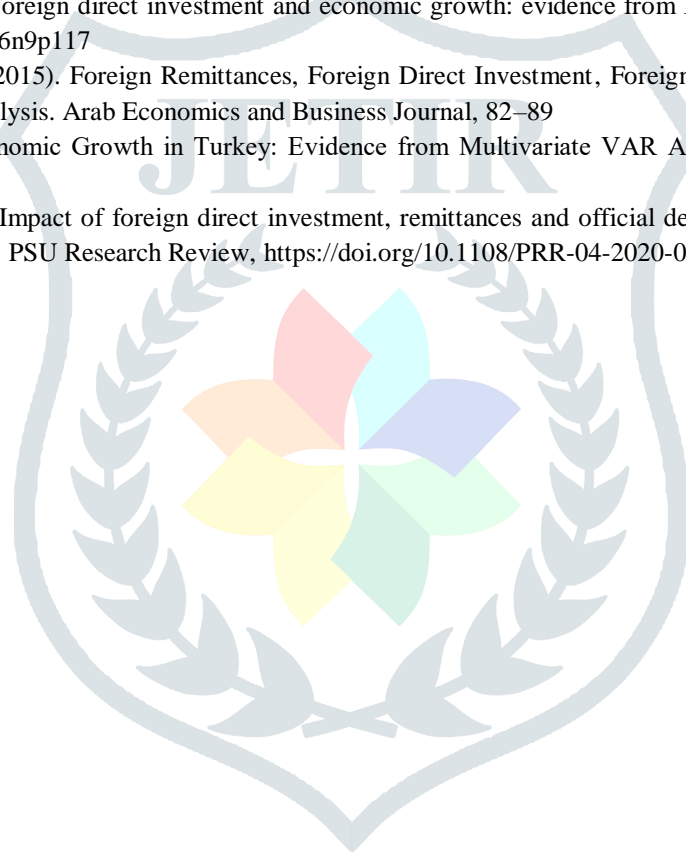 oreign direct investment and economic growth: evidence from
6n9p117
2015). Foreign Remittances, Foreign Direct Investment, Foreign
lysis. Arab Economics and Business Journal, 82–89
JETIR
nomic Growth in Turkey: Evidence from Multivariate VAR A
Impact of foreign direct investment, remittances and official de
PSU Research Review, https://doi.org/10.1108/PRR-04-2020-0